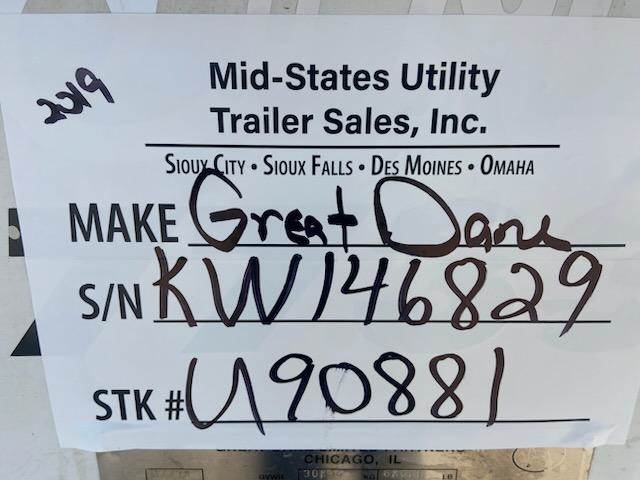 2019
Mid-States Utility
Trailer Sales, Inc.
SIOUX CITY • SIOUX FALLS • DES MOINES • OMAHA
MAKE Great Dane
S/N KW146829
STK # U90881
CHICAGO, IL